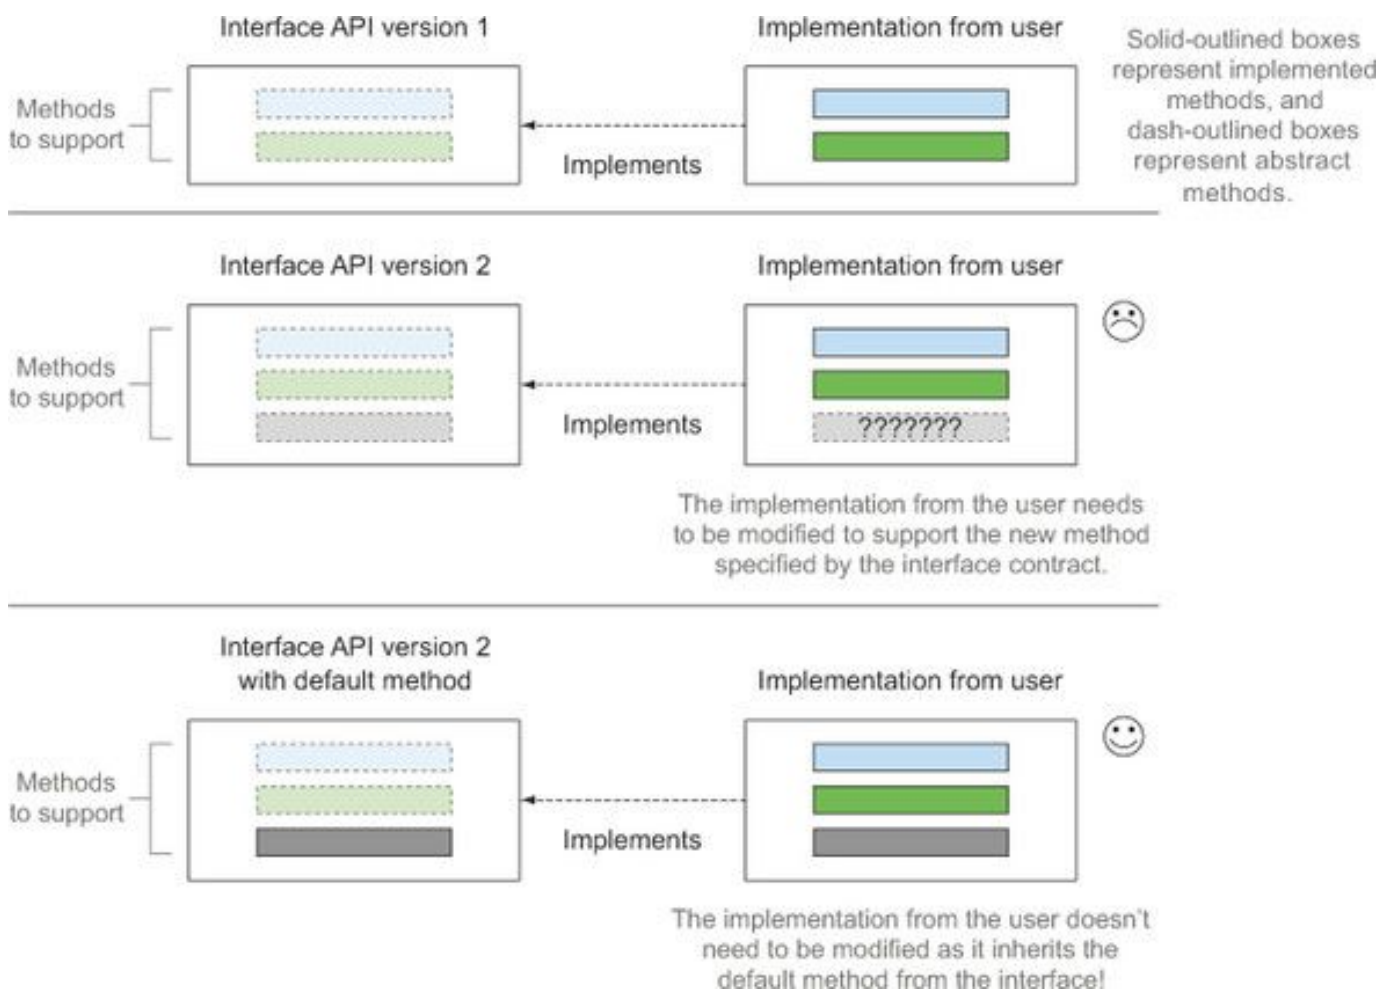 Interface API version 1
Implementation from user
Solid-outlined boxes
represent implemented
methods, and
dash-outlined boxes
represent abstract
methods.
Methods
to support
Implements
Interface API version 2
Implementation from user
Methods
to support
Implements
???????
The implementation from the user needs
to be modified to support the new method
specified by the interface contract.
Interface API version 2
with default method
Implementation from user
Methods
to support
Implements
The implementation from the user doesn't
need to be modified as it inherits the
default method from the interface!